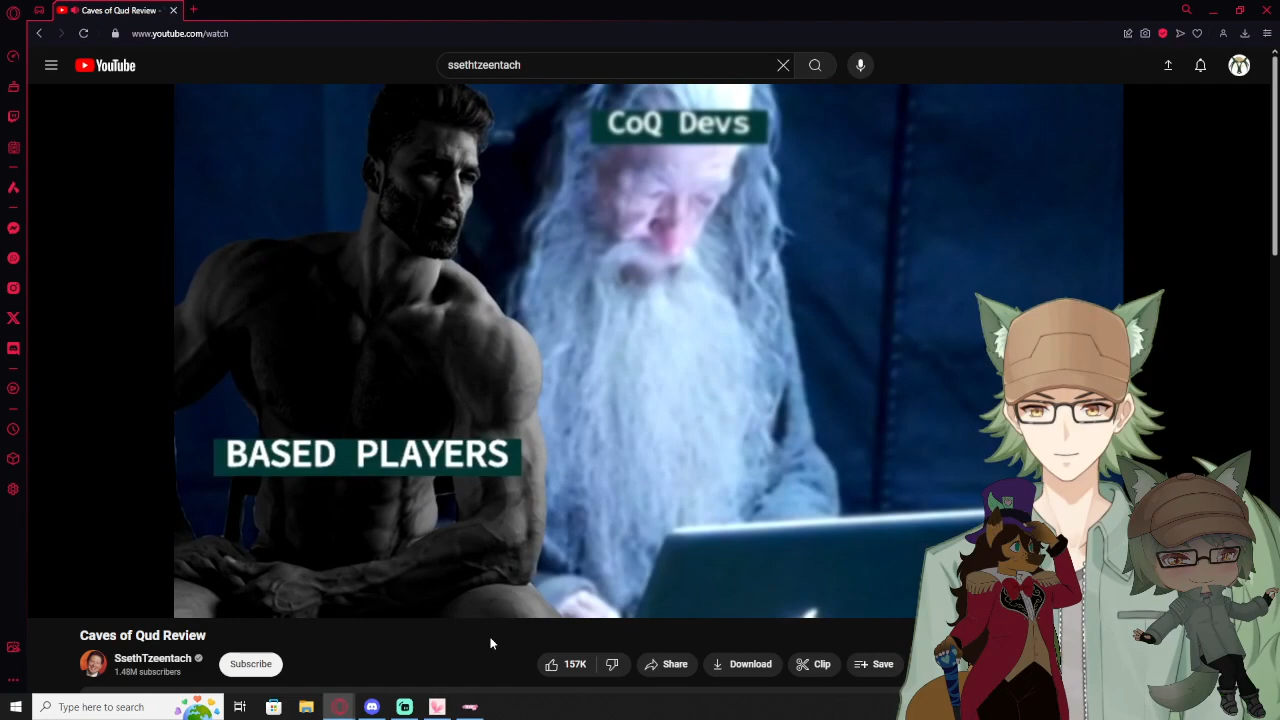 Caves of Qud Review -
www.youtube.com/watch
YouTube
ssethtzeentach
CoQ Devs
BASED PLAYERS
Caves of Qud Review
SsethTzeentach
1.48M subscribers
Subscribe
157K
Share
Download
Clip
Save
Type here to search